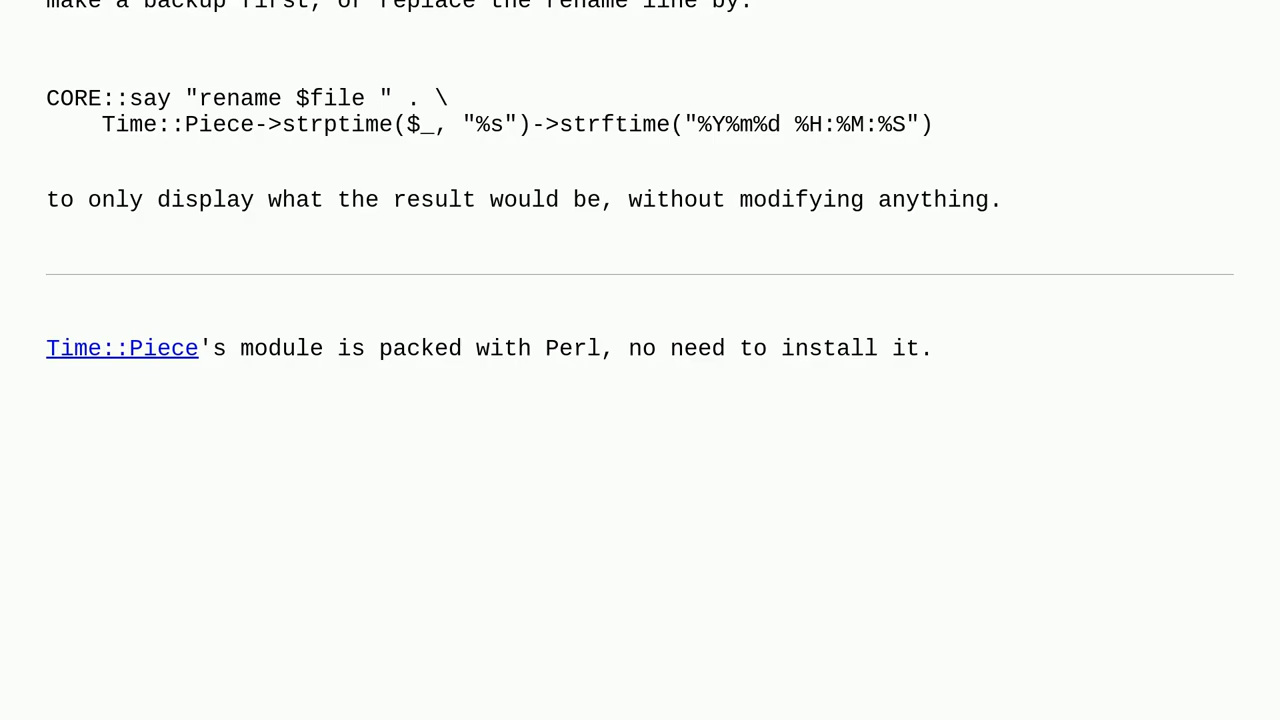 make a backup first, or replace the rename line by:
CORE::say "rename $file " . \
    Time::Piece->strptime($_, "%s")->strftime("%Y%m%d %H:%M:%S")
to only display what the result would be, without modifying anything.
Time::Piece's module is packed with Perl, no need to install it.